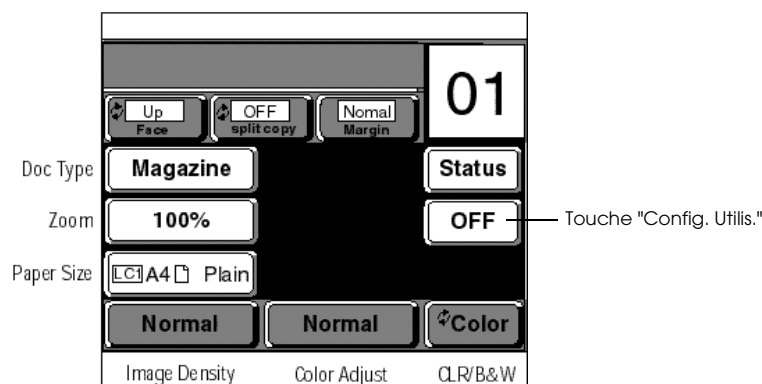 01
Up
OFF
Nomal
Face
split copy
Margin
Doc Type
Magazine
Status
Zoom
100%
OFF
Touche "Config. Utilis."
Paper Size
LC1 A4 Plain
Normal
Normal
Color
Image Density
Color Adjust
CLR/B&W